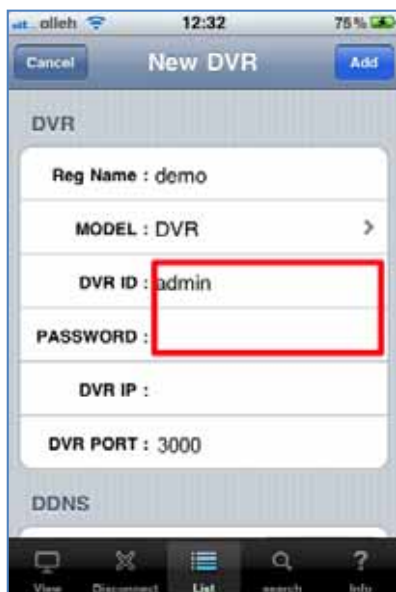 olleh 12:32 75%
Cancel New DVR Add
DVR
Reg Name : demo
MODEL : DVR
DVR ID : admin
PASSWORD :
DVR IP :
DVR PORT : 3000
DDNS
View Disconnect List search Info